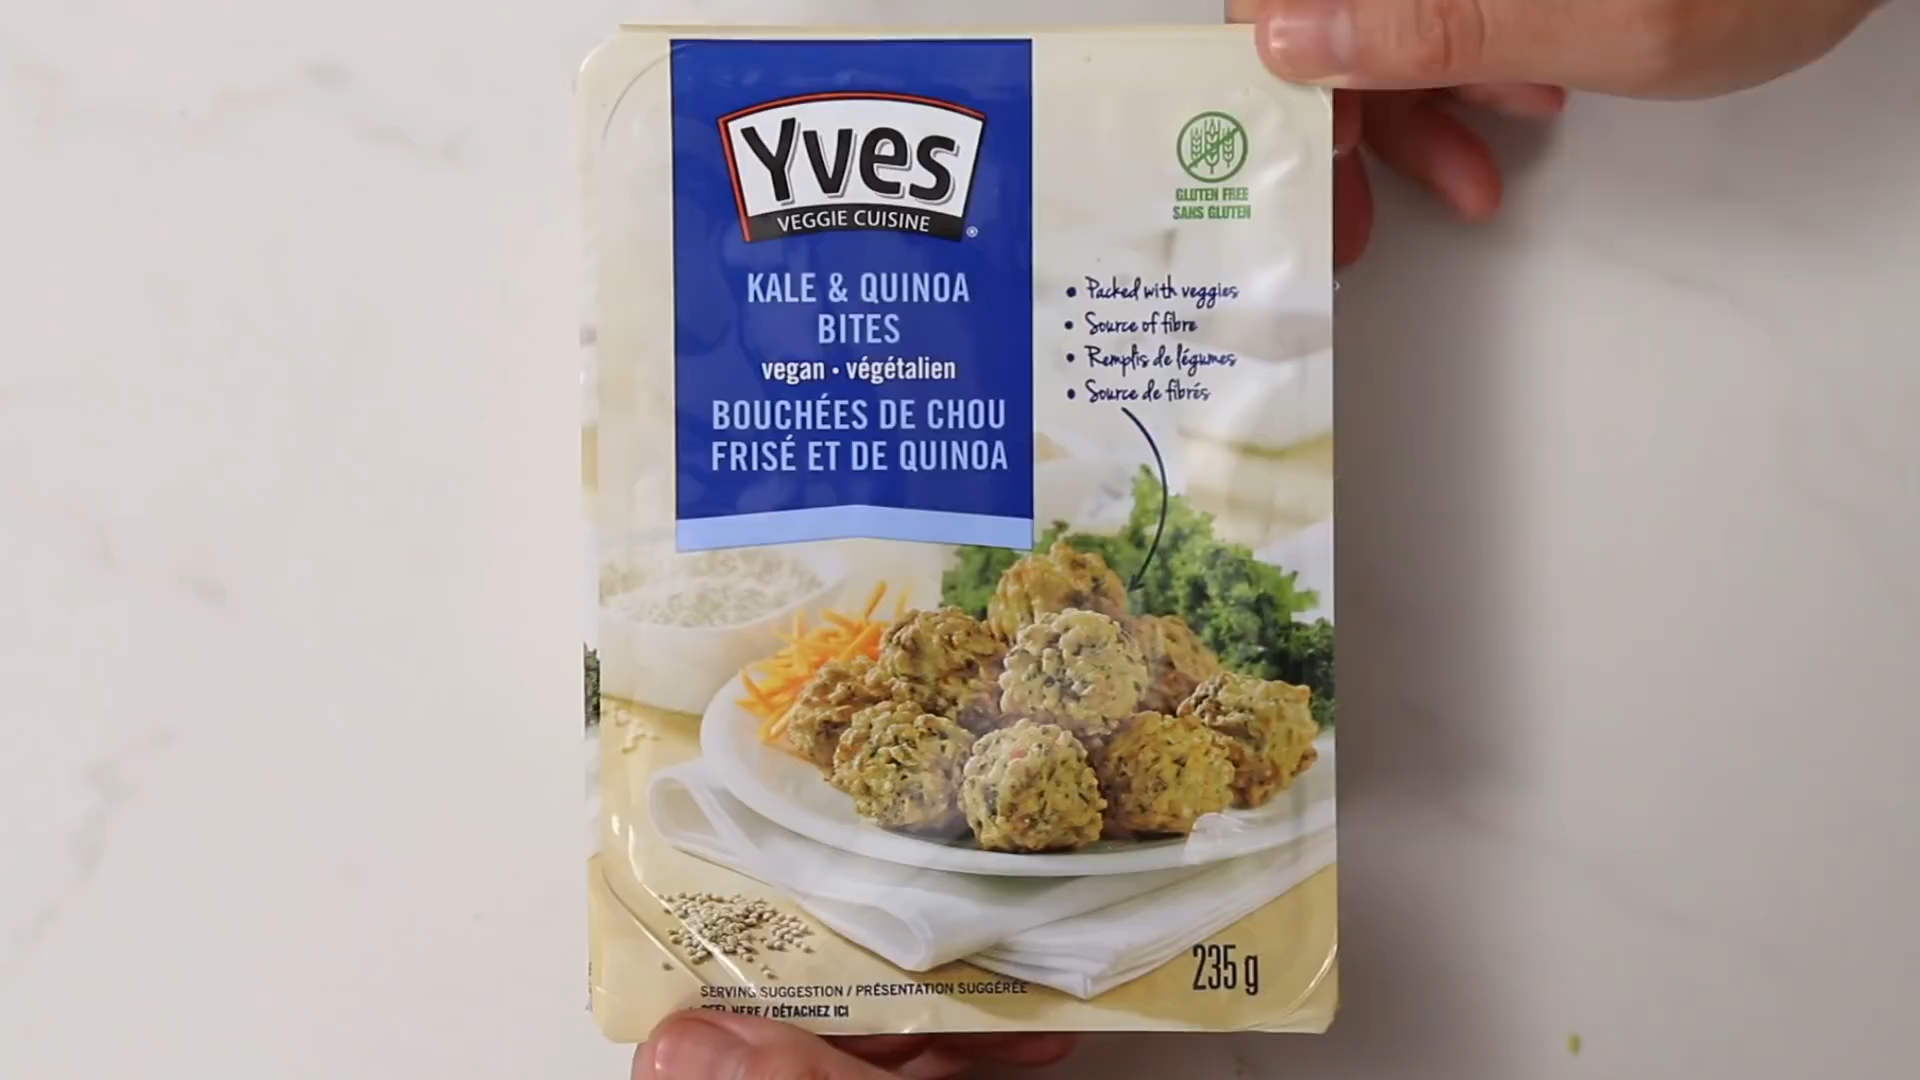 Yves
VEGGIE CUISINE
®
KALE & QUINOA
BITES
vegan • végétalien
BOUCHÉES DE CHOU
FRISÉ ET DE QUINOA
GLUTEN FREE
SANS GLUTEN
• Packed with veggies
• Source of fibre
• Remplis de légumes
• Source de fibrés
235 g
SERVING SUGGESTION / PRÉSENTATION SUGGÉRÉE
PEEL HERE / DÉTACHEZ ICI